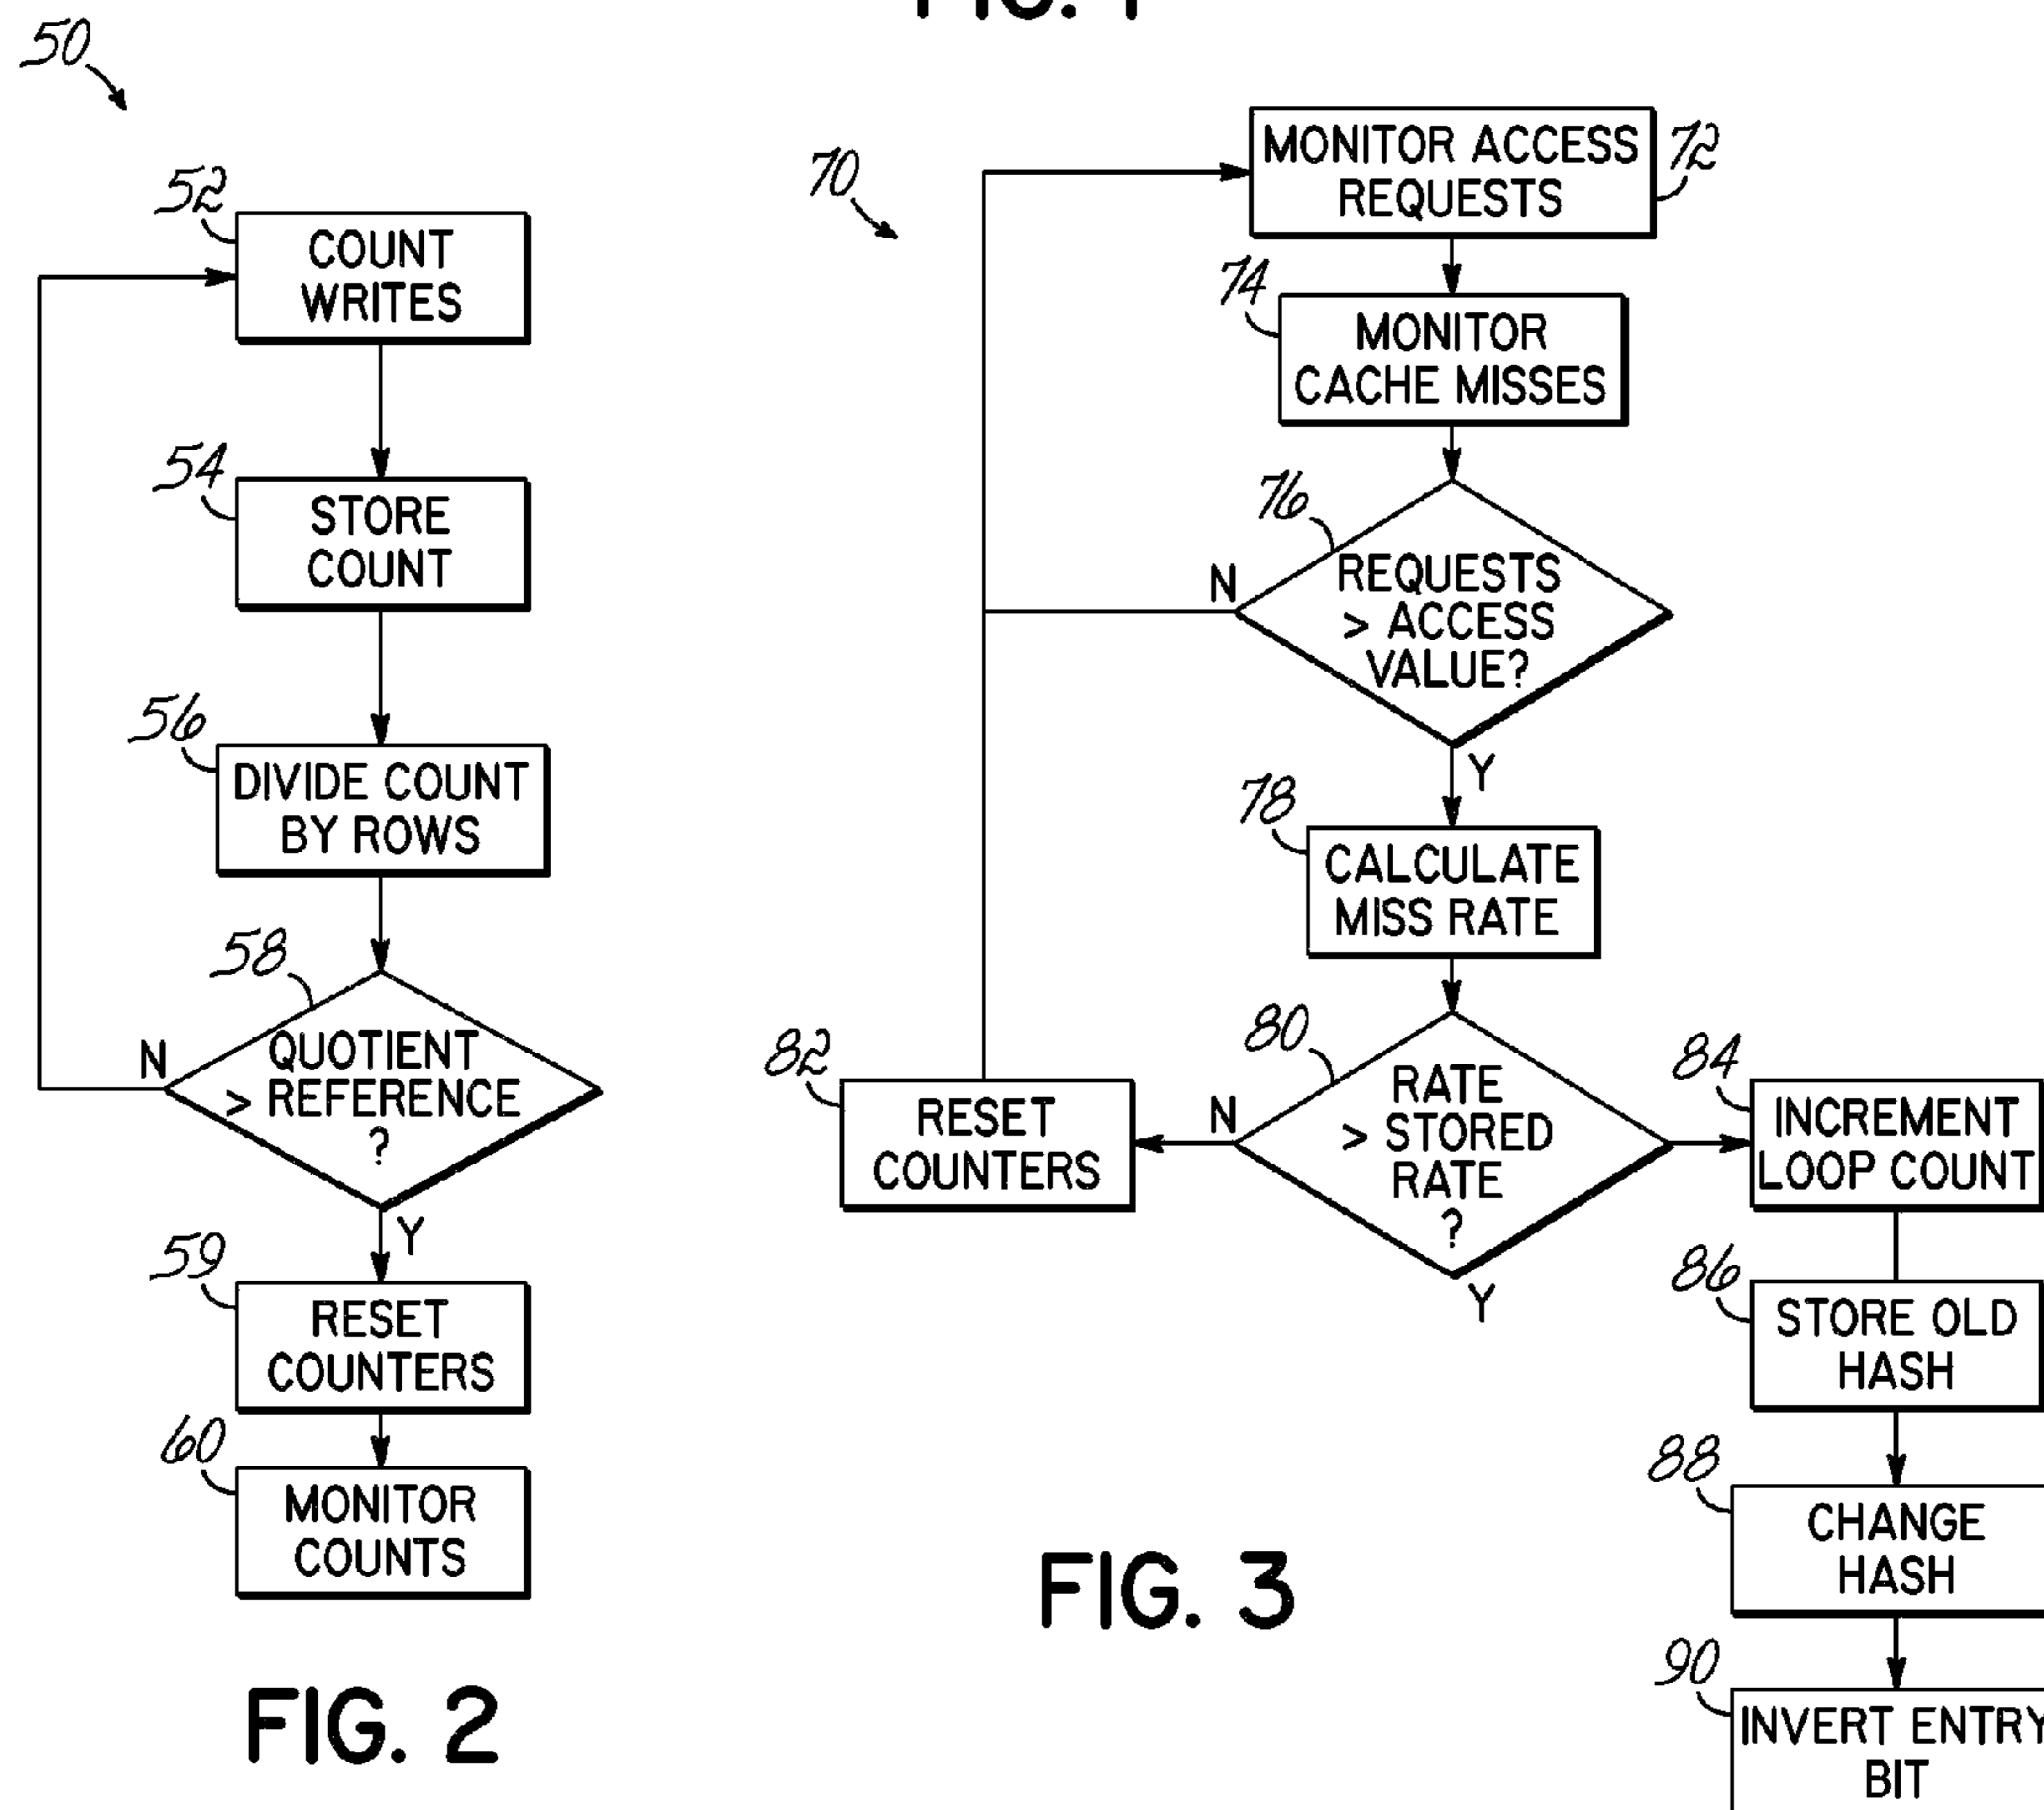 50
52
COUNT
WRITES
54
STORE
COUNT
56
DIVIDE COUNT
BY ROWS
58
QUOTIENT
> REFERENCE
?
N
Y
59
RESET
COUNTERS
60
MONITOR
COUNTS
FIG. 2
70
MONITOR ACCESS
REQUESTS
72
74
MONITOR
CACHE MISSES
76
REQUESTS
> ACCESS
VALUE?
N
Y
78
CALCULATE
MISS RATE
80
RATE
> STORED
RATE
?
N
Y
82
RESET
COUNTERS
84
INCREMENT
LOOP COUNT
86
STORE OLD
HASH
88
CHANGE
HASH
90
INVERT ENTRY
BIT
FIG. 3